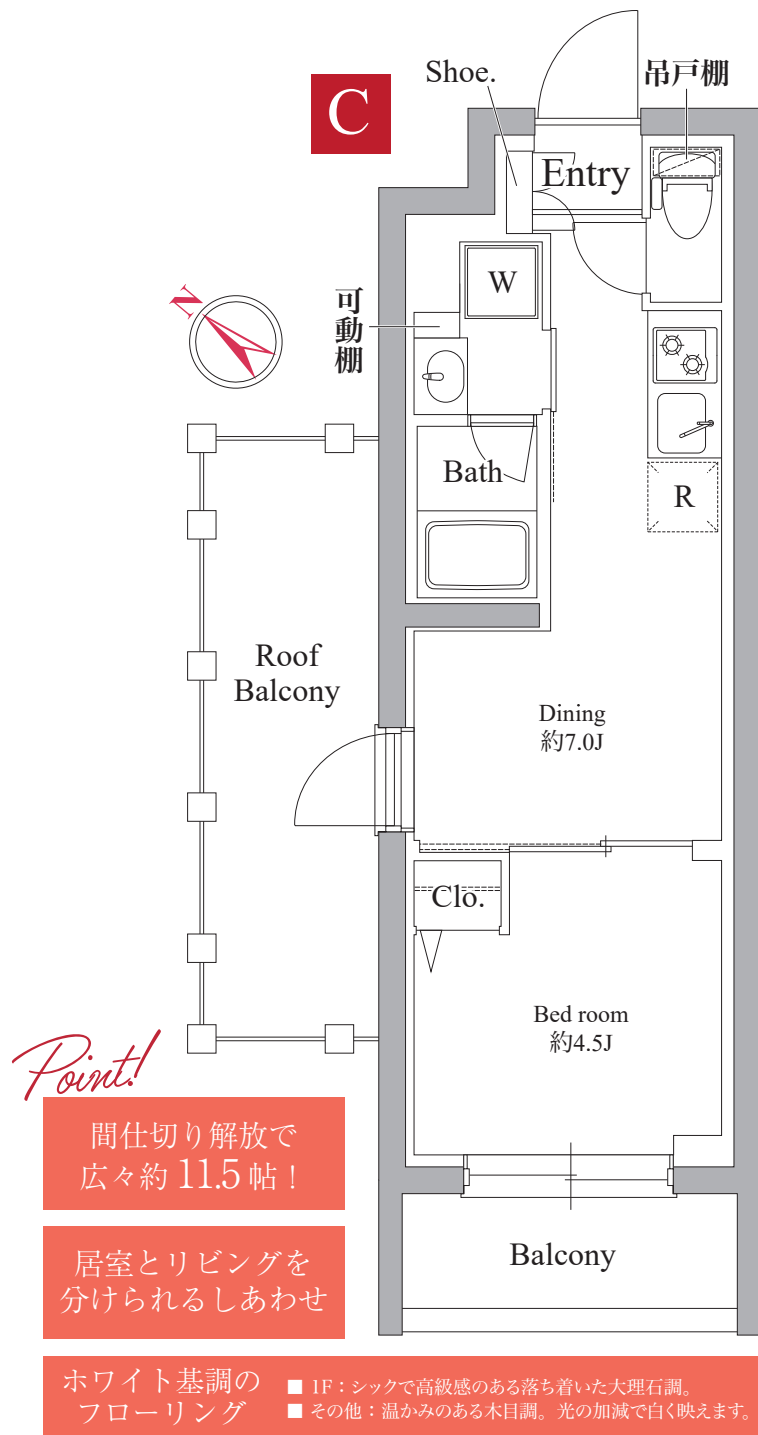 C
Shoe.
吊戸棚
Entry
W
可動棚
N
Bath
R
Roof
Balcony
Dining
約7.0J
Clo.
Bed room
約4.5J
Balcony
Point!
間仕切り解放で
広々約11.5帖！
居室とリビングを
分けられるしあわせ
ホワイト基調の
フローリング
■ 1F：シックで高級感のある落ち着いた大理石調。
■ その他：温かみのある木目調。光の加減で白く映えます。